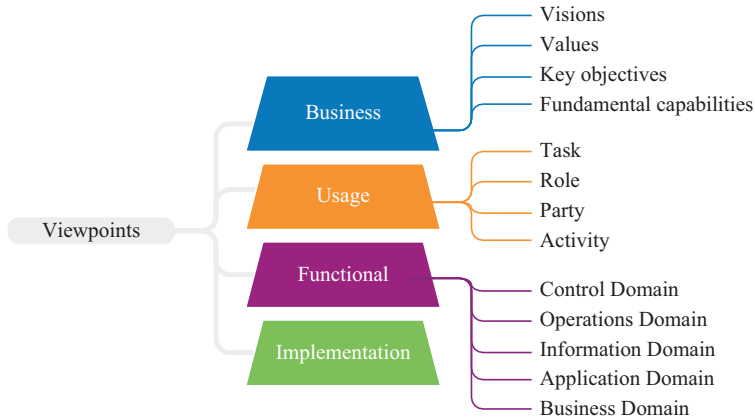 Viewpoints
Business
Visions
Values
Key objectives
Fundamental capabilities
Usage
Task
Role
Party
Activity
Functional
Control Domain
Operations Domain
Information Domain
Application Domain
Business Domain
Implementation